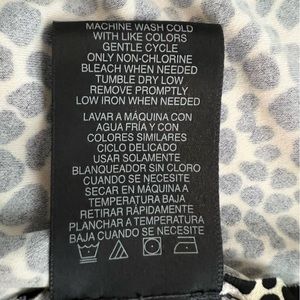 MACHINE WASH COLD
WITH LIKE COLORS
GENTLE CYCLE
ONLY NON-CHLORINE
BLEACH WHEN NEEDED
TUMBLE DRY LOW
REMOVE PROMPTLY
LOW IRON WHEN NEEDED
LAVAR A MÁQUINA CON
AGUA FRÍA Y CON
COLORES SIMILARES
CICLO DELICADO
USAR SOLAMENTE
BLANQUEADOR SIN CLORO
CUANDO SE NECESITE
SECAR EN MÁQUINA A
TEMPERATURA BAJA
RETIRAR RÁPIDAMENTE
PLANCHAR A TEMPERATURA
BAJA CUANDO SE NECESITE